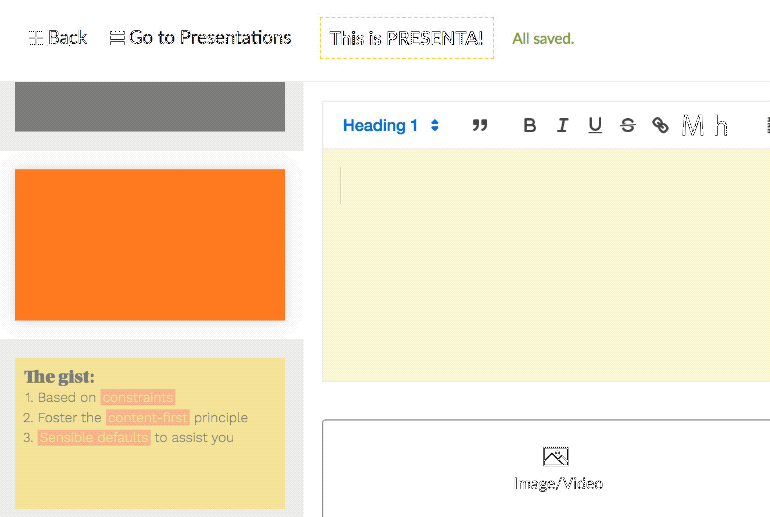 Back Go to Presentations This is PRESENTA! All saved.
Heading 1 " B I U S M h
The gist:
1. Based on constraints
2. Foster the content-first principle
3. Sensible defaults to assist you
Image/Video